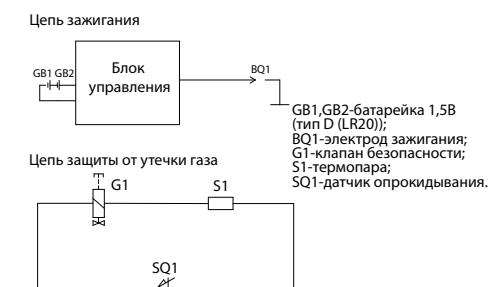 Цепь зажигания
GB1 GB2
Блок
управления
BQ1
GB1,GB2-батарейка 1,5В
(тип D (LR20));
BQ1-электрод зажигания;
G1-клапан безопасности;
S1-термопара;
SQ1-датчик опрокидывания.
Цепь защиты от утечки газа
G1
S1
SQ1